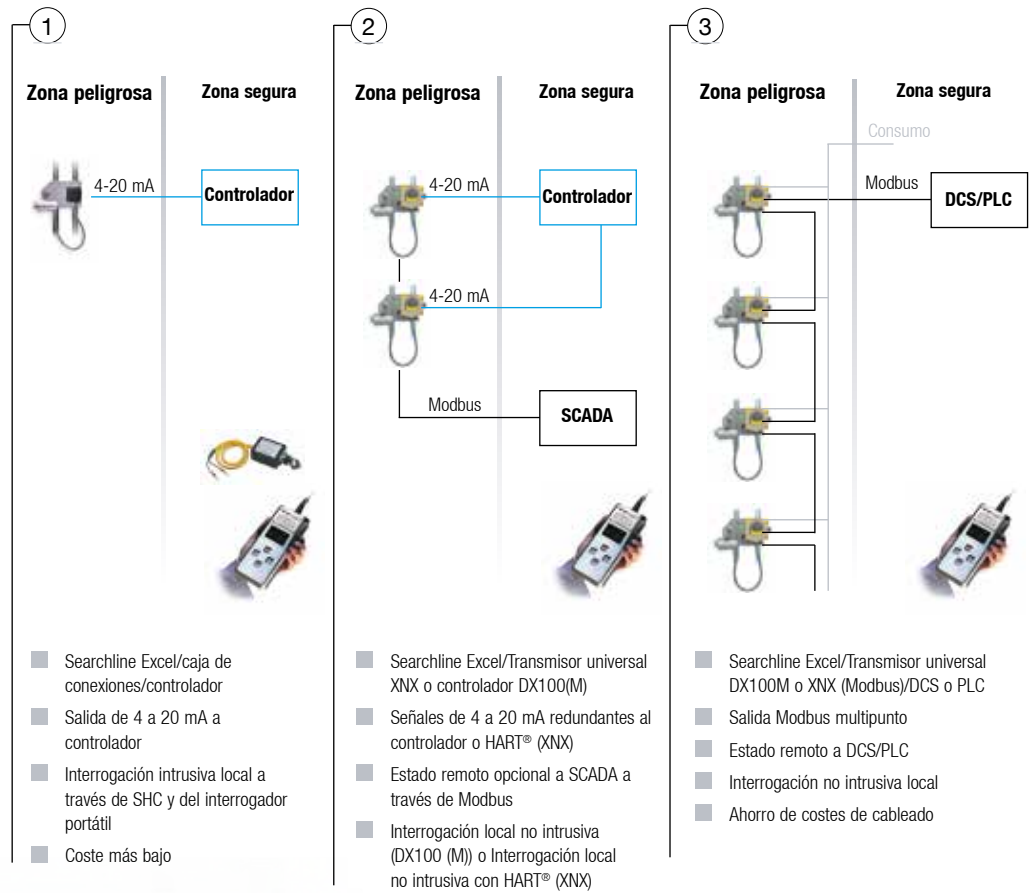 1
Zona peligrosa
Zona segura
4-20 mA
Controlador
Searchline Excel/caja de
conexiones/controlador
Salida de 4 a 20 mA a
controlador
Interrogación intrusiva local a
través de SHC y del interrogador
portátil
Coste más bajo
2
Zona peligrosa
Zona segura
4-20 mA
Controlador
4-20 mA
Modbus
SCADA
Searchline Excel/Transmisor universal
XNX o controlador DX100(M)
Señales de 4 a 20 mA redundantes al
controlador o HART® (XNX)
Estado remoto opcional a SCADA a
través de Modbus
Interrogación local no intrusiva
(DX100 (M)) o Interrogación local
no intrusiva con HART® (XNX)
3
Zona peligrosa
Zona segura
Consumo
Modbus
DCS/PLC
Searchline Excel/Transmisor universal
DX100M o XNX (Modbus)/DCS o PLC
Salida Modbus multipunto
Estado remoto a DCS/PLC
Interrogación no intrusiva local
Ahorro de costes de cableado